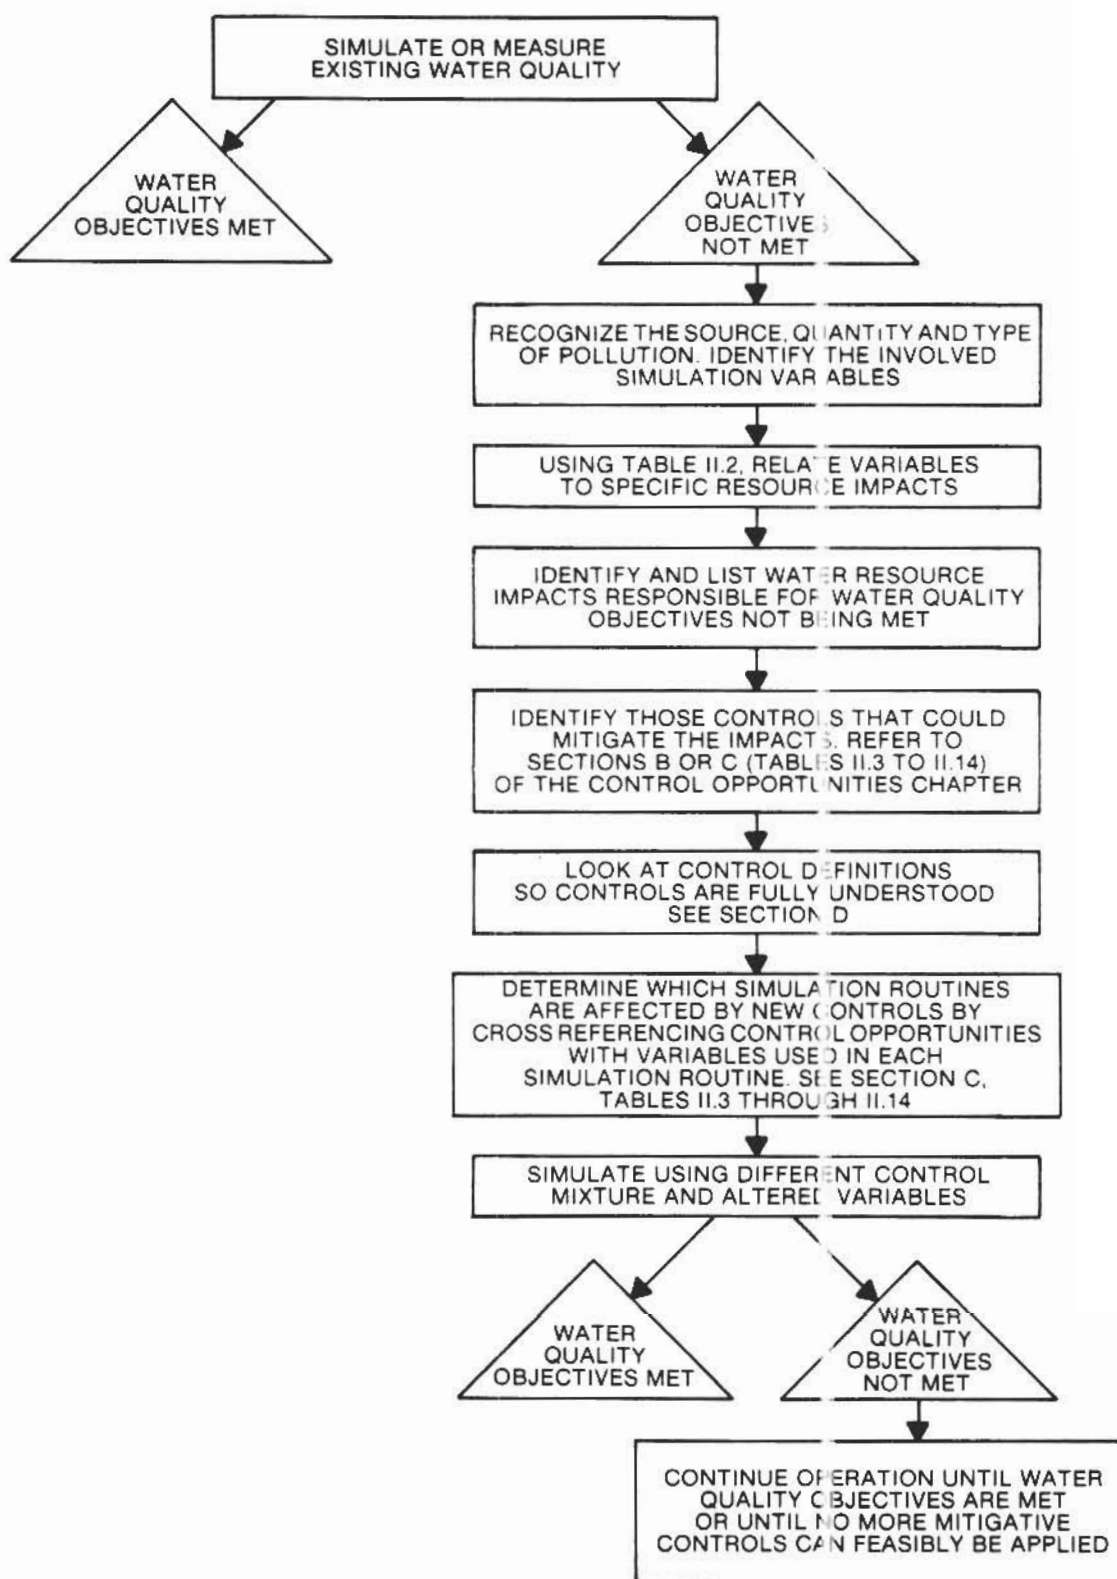 SIMULATE OR MEASURE
EXISTING WATER QUALITY
WATER
QUALITY
OBJECTIVES MET
WATER
QUALITY
OBJECTIVES
NOT MET
RECOGNIZE THE SOURCE, QUANTITY AND TYPE
OF POLLUTION. IDENTIFY THE INVOLVED
SIMULATION VARIABLES
USING TABLE II.2, RELATE VARIABLES
TO SPECIFIC RESOURCE IMPACTS
IDENTIFY AND LIST WATER RESOURCE
IMPACTS RESPONSIBLE FOR WATER QUALITY
OBJECTIVES NOT BEING MET
IDENTIFY THOSE CONTROLS THAT COULD
MITIGATE THE IMPACTS. REFER TO
SECTIONS B OR C (TABLES II.3 TO II.14)
OF THE CONTROL OPPORTUNITIES CHAPTER
LOOK AT CONTROL DEFINITIONS
SO CONTROLS ARE FULLY UNDERSTOOD
SEE SECTION D
DETERMINE WHICH SIMULATION ROUTINES
ARE AFFECTED BY NEW CONTROLS BY
CROSS REFERENCING CONTROL OPPORTUNITIES
WITH VARIABLES USED IN EACH
SIMULATION ROUTINE. SEE SECTION C,
TABLES II.3 THROUGH II.14
SIMULATE USING DIFFERENT CONTROL
MIXTURE AND ALTERED VARIABLES
WATER
QUALITY
OBJECTIVES MET
WATER
QUALITY
OBJECTIVES
NOT MET
CONTINUE OPERATION UNTIL WATER
QUALITY OBJECTIVES ARE MET
OR UNTIL NO MORE MITIGATIVE
CONTROLS CAN FEASIBLY BE APPLIED